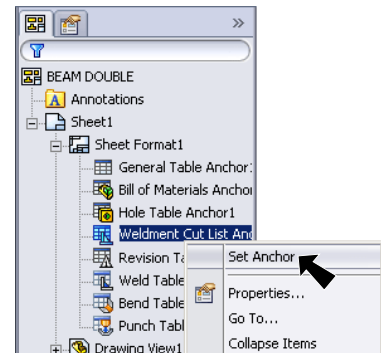 »
BEAM DOUBLE
A Annotations
Sheet1
Sheet Format1
General Table Anchor1
Bill of Materials Anchor
Hole Table Anchor1
Weldment Cut List Anc
Revision Ta
Set Anchor
Weld Table
Properties...
Bend Table
Go To...
Punch Tabl
Collapse Items
Drawing View1